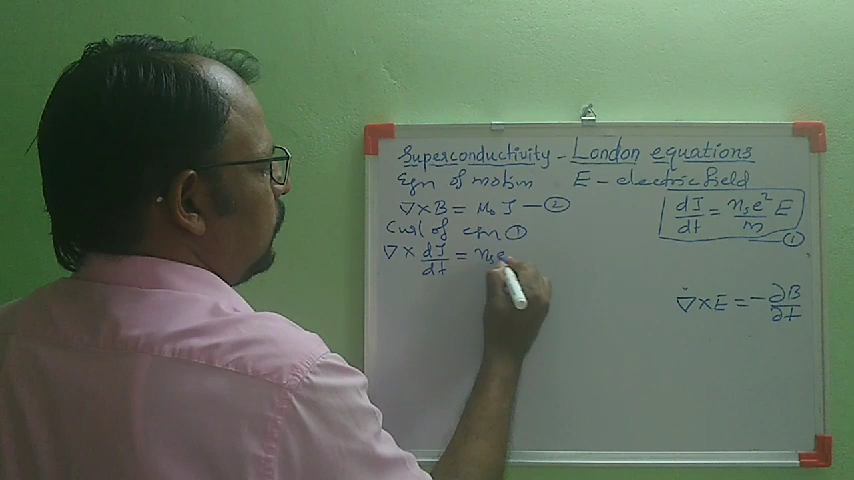 Superconductivity - London equations
Eqn of motion E - electric field
∇×B = μ₀ J — ②
dJ/dt = nₛe²/m E
①
Curl of eqn ①
∇× dJ/dt = nₛe
∇×E = -∂B/∂t